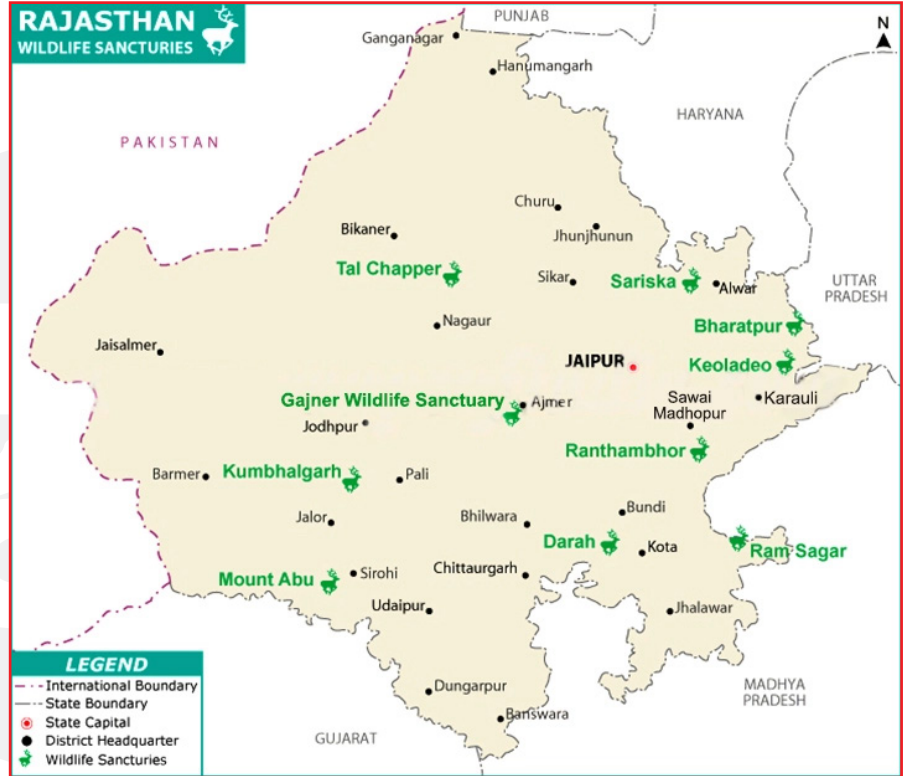 RAJASTHAN
WILDLIFE SANCTURIES
PUNJAB
N
Ganganagar
Hanumangarh
HARYANA
PAKISTAN
Churu
Jhunjhunun
Bikaner
Tal Chapper
Sikar
Sariska
Alwar
UTTAR
PRADESH
Nagaur
Bharatpur
Jaisalmer
JAIPUR
Keoladeo
Gajner Wildlife Sanctuary
Ajmer
Sawai
Madhopur
Karauli
Jodhpur
Ranthambhor
Barmer
Kumbhalgarh
Pali
Jalor
Bhilwara
Bundi
Darah
Kota
Ram Sagar
Mount Abu
Sirohi
Chittaurgarh
Udaipur
Jhalawar
Dungarpur
Banswara
MADHYA
PRADESH
GUJARAT
LEGEND
International Boundary
State Boundary
State Capital
District Headquarter
Wildlife Sancturies